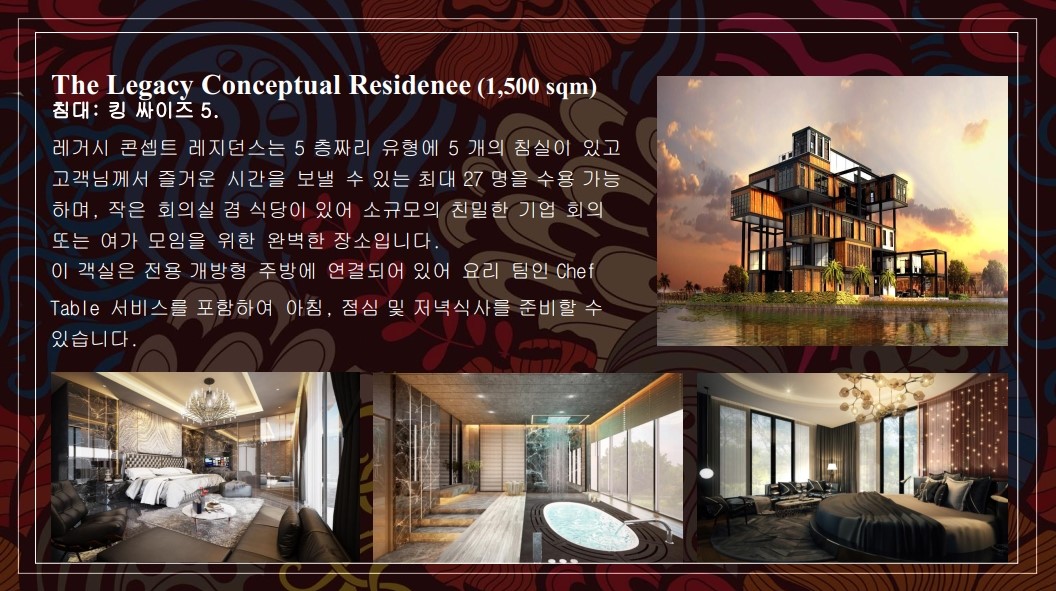 The Legacy Conceptual Residenee (1,500 sqm)
침대: 킹 싸이즈 5.
레거시 콘셉트 레지던스는 5 층짜리 유형에 5 개의 침실이 있고
고객님께서 즐거운 시간을 보낼 수 있는 최대 27 명을 수용 가능
하며, 작은 회의실 겸 식당이 있어 소규모의 친밀한 기업 회의
또는 여가 모임을 위한 완벽한 장소입니다.
이 객실은 전용 개방형 주방에 연결되어 있어 요리 팀인 Chef
Table 서비스를 포함하여 아침, 점심 및 저녁식사를 준비할 수
있습니다.